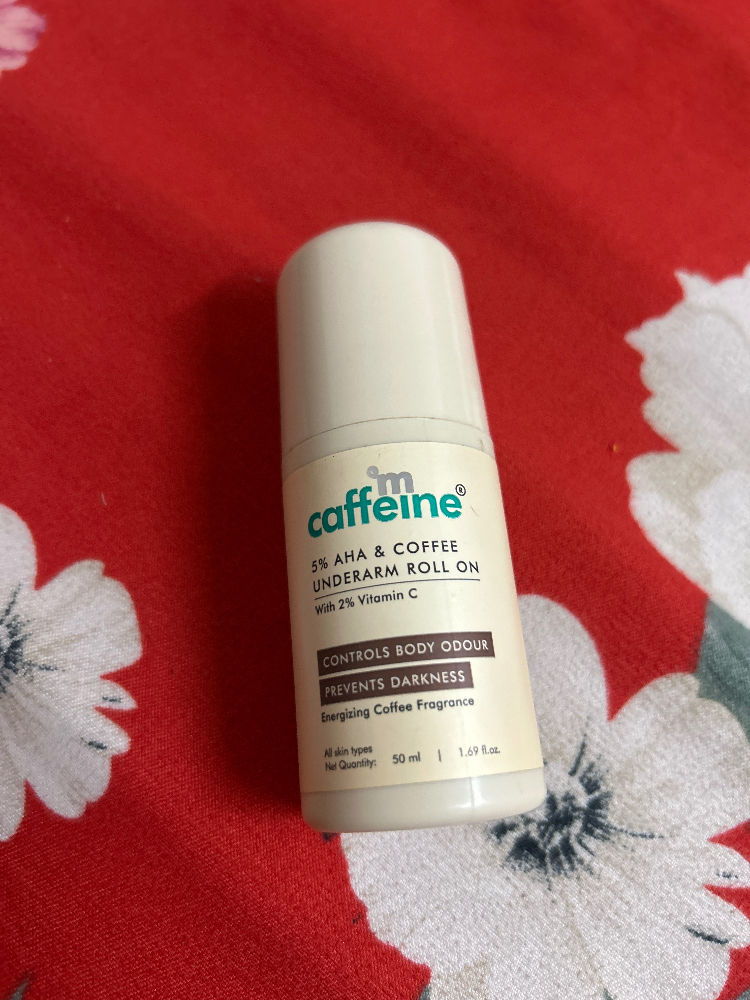 m
caffeine®
5% AHA & COFFEE
UNDERARM ROLL ON
With 2% Vitamin C
CONTROLS BODY ODOUR
PREVENTS DARKNESS
Energizing Coffee Fragrance
All skin types
Net Quantity: 50 ml | 1.69 fl.oz.